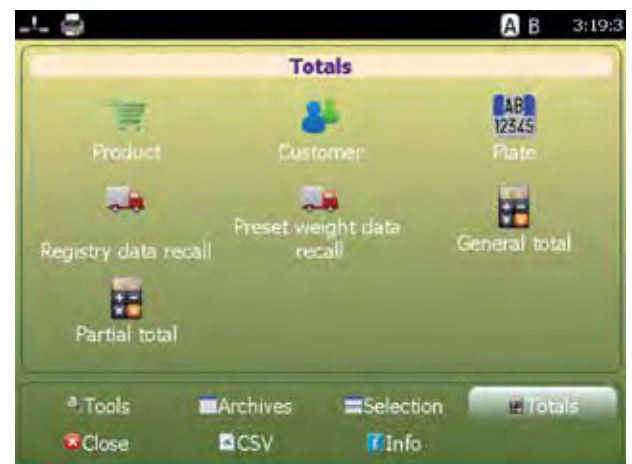 A B 3:19:3
Totals
AB
12345
Product Customer Plate
Registry data recall Preset weight data
recall General total
Partial total
Tools Archives Selection Totals
Close CSV Info